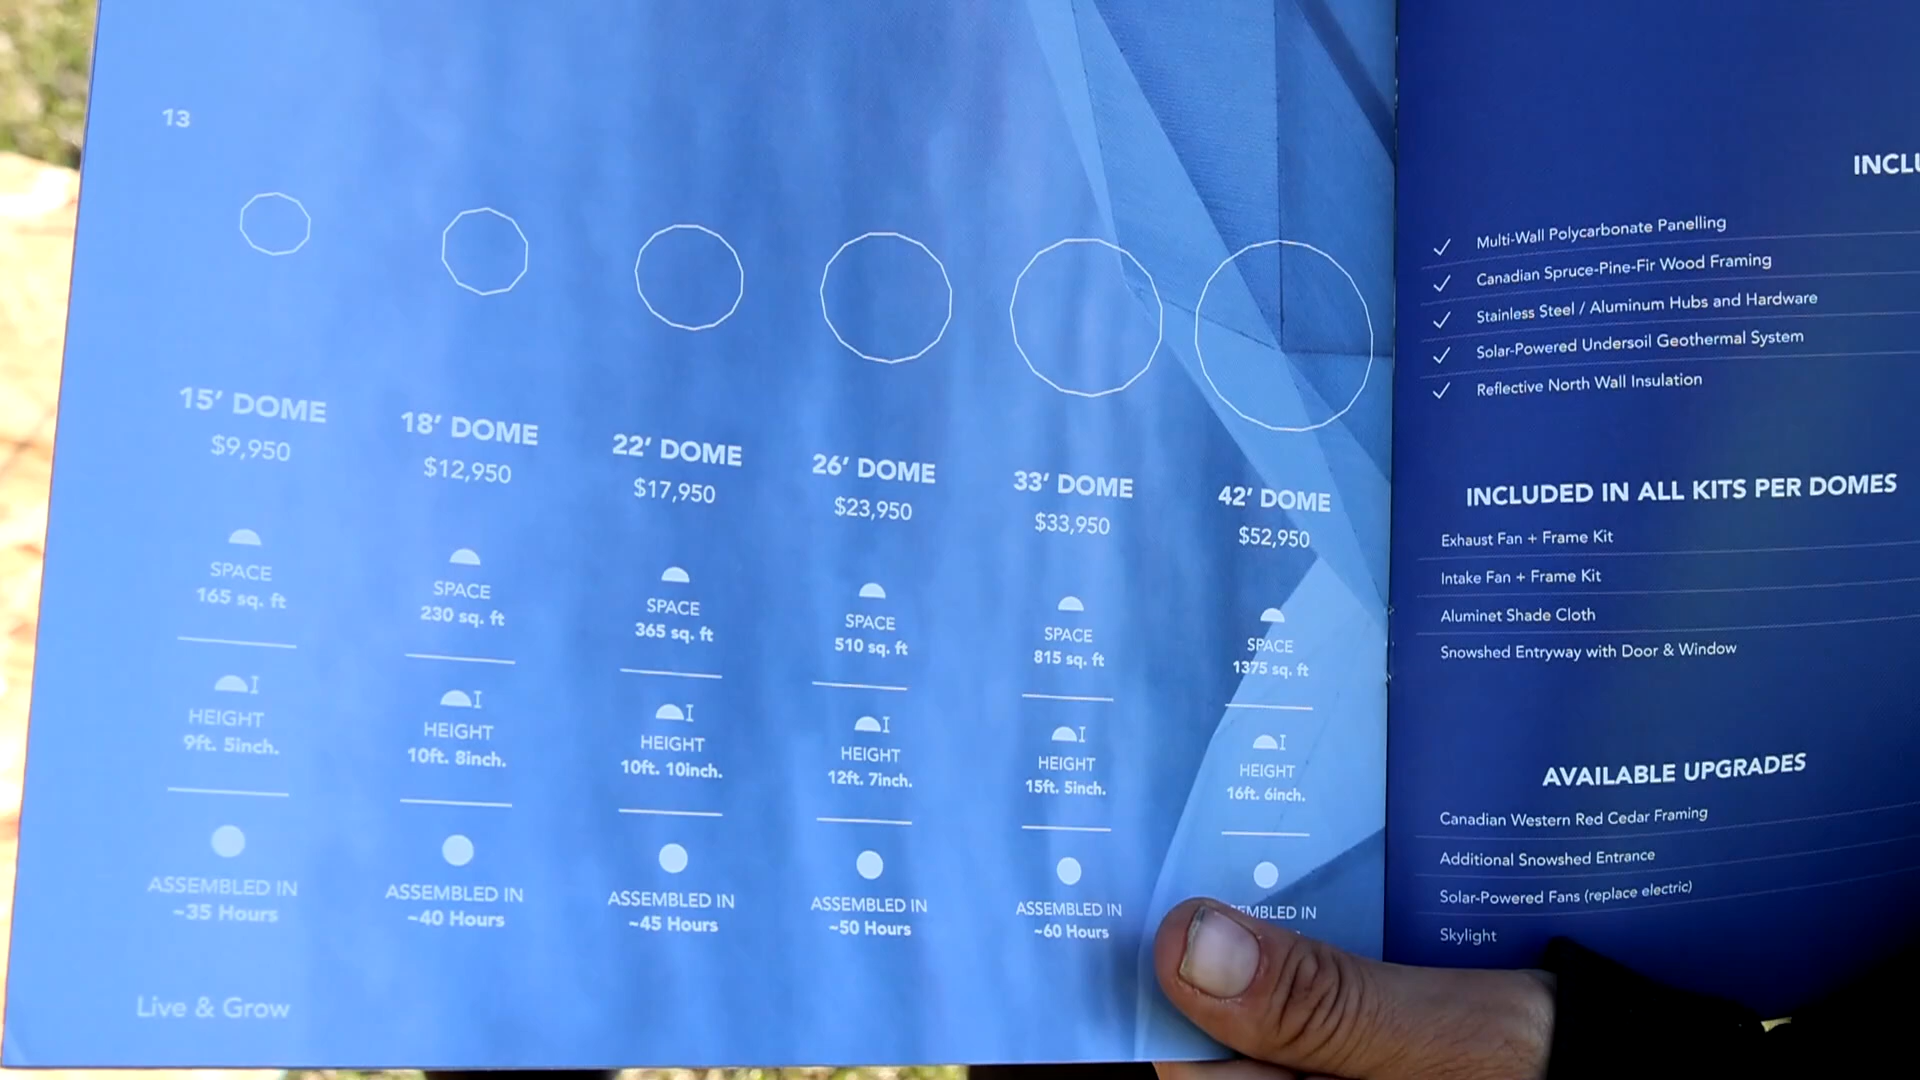 13
15' DOME
$9,950
SPACE
165 sq. ft
HEIGHT
9ft. 5inch.
ASSEMBLED IN
~35 Hours
18' DOME
$12,950
SPACE
230 sq. ft
HEIGHT
10ft. 8inch.
ASSEMBLED IN
~40 Hours
22' DOME
$17,950
SPACE
365 sq. ft
HEIGHT
10ft. 10inch.
ASSEMBLED IN
~45 Hours
26' DOME
$23,950
SPACE
510 sq. ft
HEIGHT
12ft. 7inch.
ASSEMBLED IN
~50 Hours
33' DOME
$33,950
SPACE
815 sq. ft
HEIGHT
15ft. 5inch.
ASSEMBLED IN
~60 Hours
42' DOME
$52,950
SPACE
1375 sq. ft
HEIGHT
16ft. 6inch.
IN
Live & Grow
Multi-Wall Polycarbonate Panelling
Canadian Spruce-Pine-Fir Wood Framing
Stainless Steel / Aluminum Hubs and Hardware
Solar-Powered Undersoil Geothermal System
Reflective North Wall Insulation
INCLUDED IN ALL KITS PER DOMES
Exhaust Fan + Frame Kit
Intake Fan + Frame Kit
Aluminet Shade Cloth
Snowshed Entryway with Door & Window
AVAILABLE UPGRADES
Canadian Western Red Cedar Framing
Additional Snowshed Entrance
Solar-Powered Fans (replace electric)
Skylight